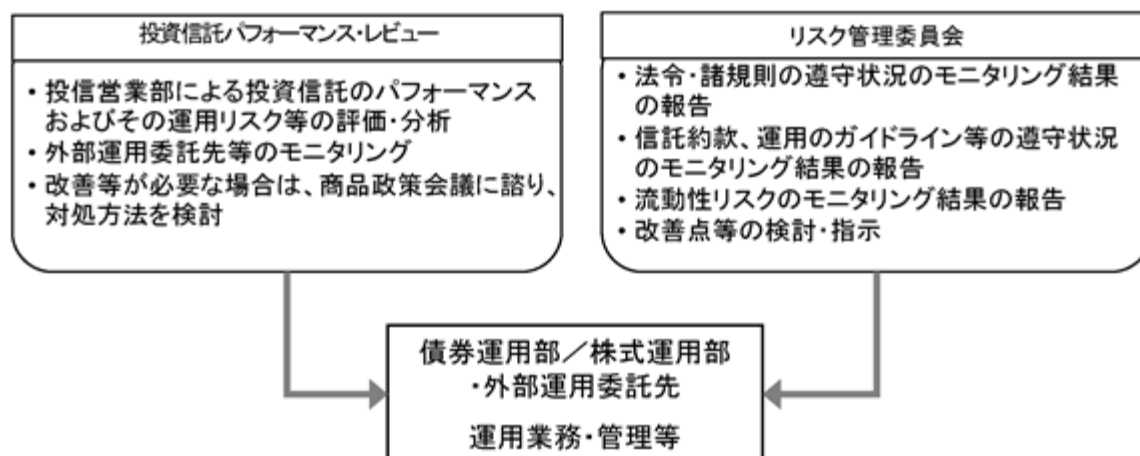 投資信託パフォーマンス・レビュー
・投信営業部による投資信託のパフォーマンス
およびその運用リスク等の評価・分析
・外部運用委託先等のモニタリング
・改善等が必要な場合は、商品政策会議に諮り、
対処方法を検討
リスク管理委員会
・法令・諸規則の遵守状況のモニタリング結果
の報告
・信託約款、運用のガイドライン等の遵守状況
のモニタリング結果の報告
・流動性リスクのモニタリング結果の報告
・改善点等の検討・指示
債券運用部／株式運用部
・外部運用委託先
運用業務・管理等